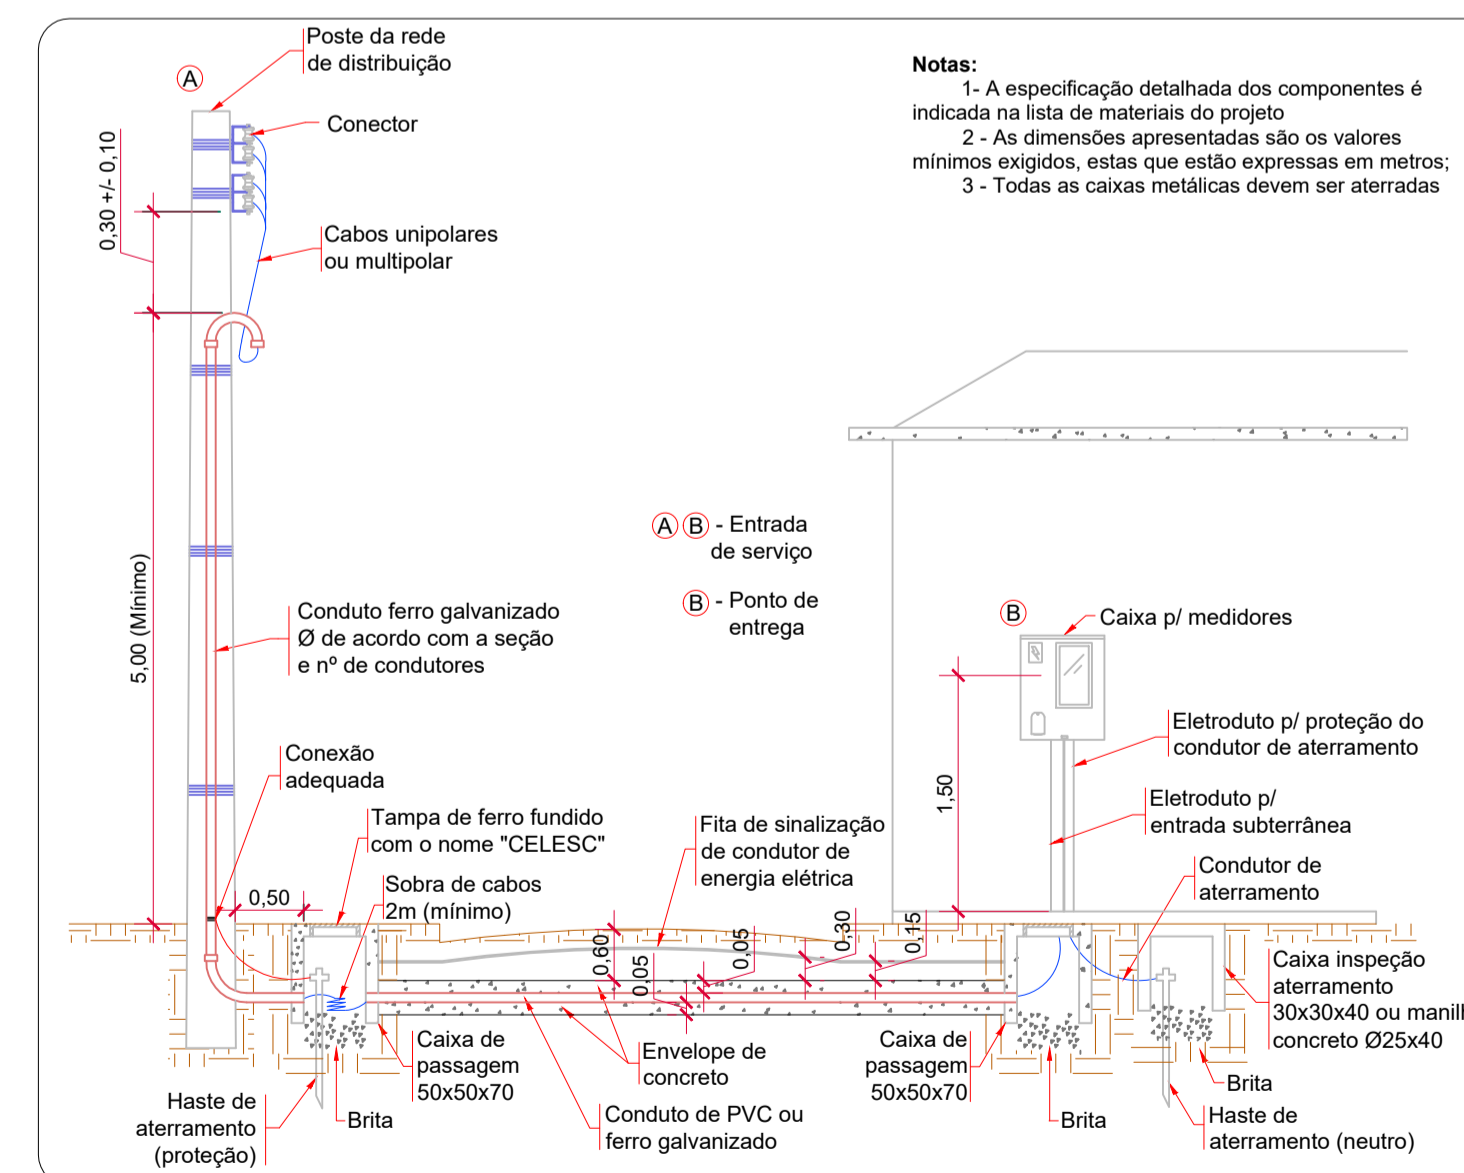 Poste da rede
de distribuição
A
Conector
0,30 +/- 0,10
Cabos unipolares
ou multipolar
Notas:
1- A especificação detalhada dos componentes é
indicada na lista de materiais do projeto
2 - As dimensões apresentadas são os valores
mínimos exigidos, estas que estão expressas em metros;
3 - Todas as caixas metálicas devem ser aterradas
A B - Entrada
de serviço
B - Ponto de
entrega
5,00 (Mínimo)
Conduto ferro galvanizado
Ø de acordo com a seção
e nº de condutores
B
Caixa p/ medidores
Eletroduto p/ proteção do
condutor de aterramento
1,50
Eletroduto p/
entrada subterrânea
Condutor de
aterramento
Conexão
adequada
Tampa de ferro fundido
com o nome "CELESC"
Fita de sinalização
de condutor de
energia elétrica
Sobra de cabos
2m (mínimo)
0,50
0,60
0,05
0,05
0,30
0,15
Caixa inspeção
aterramento
30x30x40 ou manil
concreto Ø25x40
Caixa de
passagem
50x50x70
Envelope de
concreto
Caixa de
passagem
50x50x70
Haste de
aterramento
(proteção)
Brita
Conduto de PVC ou
ferro galvanizado
Brita
Brita
Haste de
aterramento (neutro)